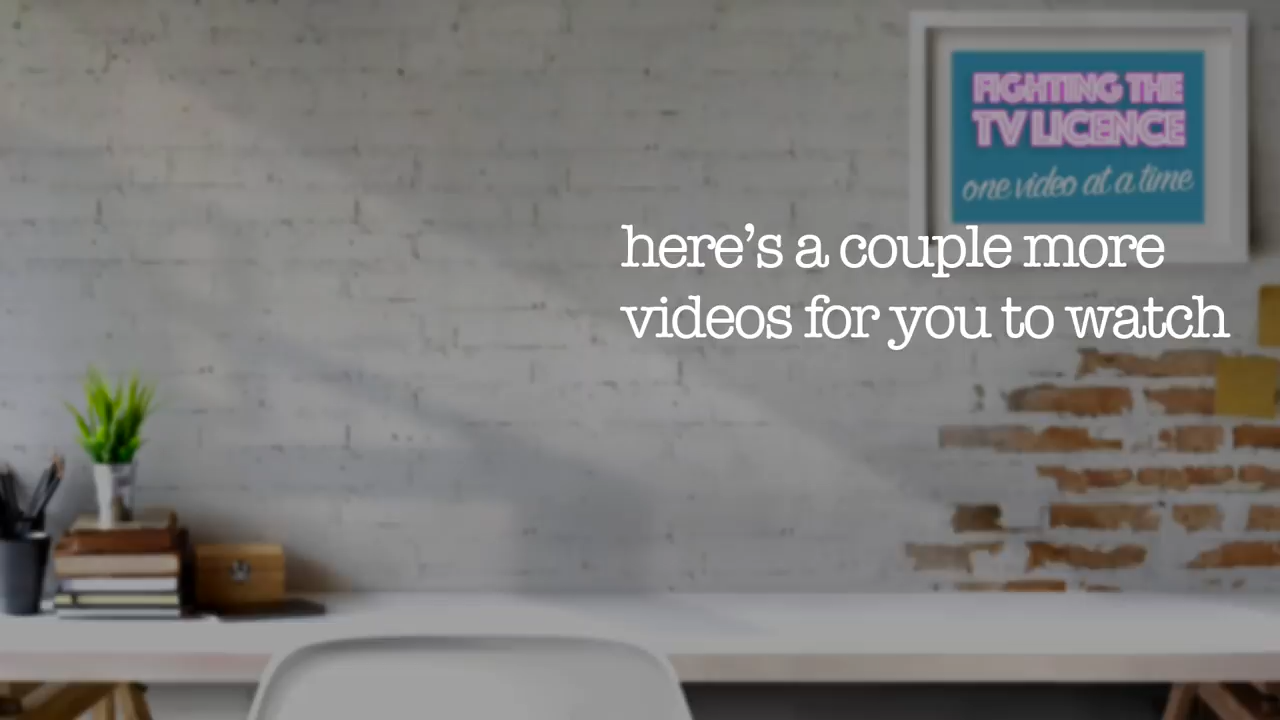 FIGHTING THE
TV LICENCE
one video at a time
here's a couple more
videos for you to watch